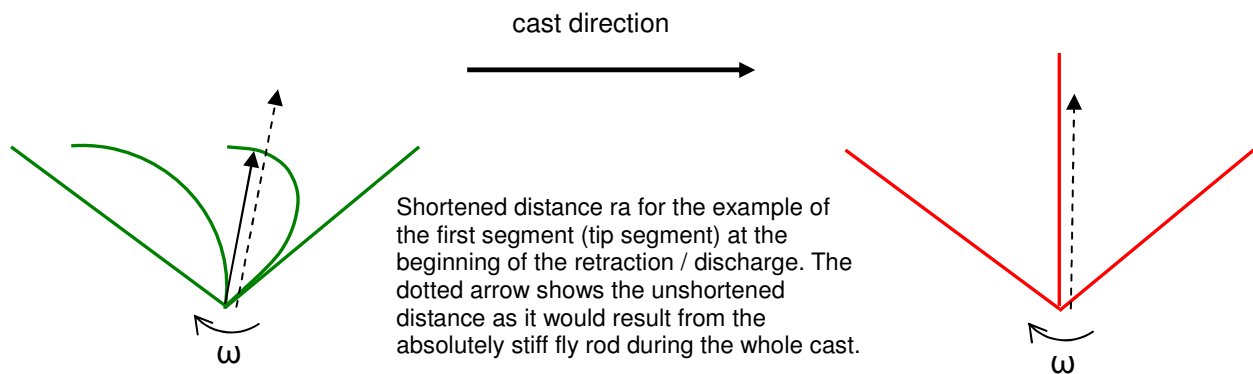 cast direction
Shortened distance ra for the example of
the first segment (tip segment) at the
beginning of the retraction / discharge. The
dotted arrow shows the unshortened
distance as it would result from the
absolutely stiff fly rod during the whole cast.
ω
ω